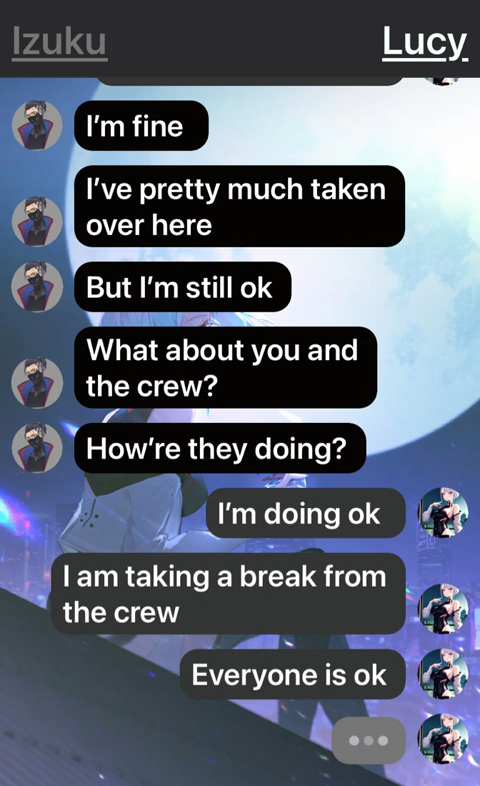 Izuku
Lucy
I’m fine
I’ve pretty much taken
over here
But I’m still ok
What about you and
the crew?
How’re they doing?
I’m doing ok
I am taking a break from
the crew
Everyone is ok